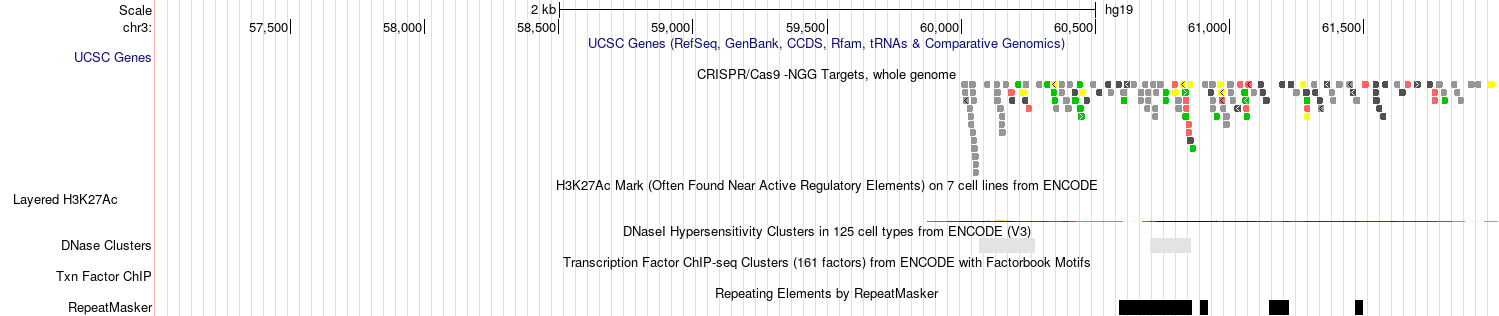 Scale 2 kb hg19
chr3: 57,500 58,000 58,500 59,000 59,500 60,000 60,500 61,000 61,500
UCSC Genes (RefSeq, GenBank, CCDS, Rfam, tRNAs & Comparative Genomics)
UCSC Genes
CRISPR/Cas9 -NGG Targets, whole genome
H3K27Ac Mark (Often Found Near Active Regulatory Elements) on 7 cell lines from ENCODE
Layered H3K27Ac
DNaseI Hypersensitivity Clusters in 125 cell types from ENCODE (V3)
DNase Clusters
Transcription Factor ChIP-seq Clusters (161 factors) from ENCODE with Factorbook Motifs
Txn Factor ChIP
Repeating Elements by RepeatMasker
RepeatMasker